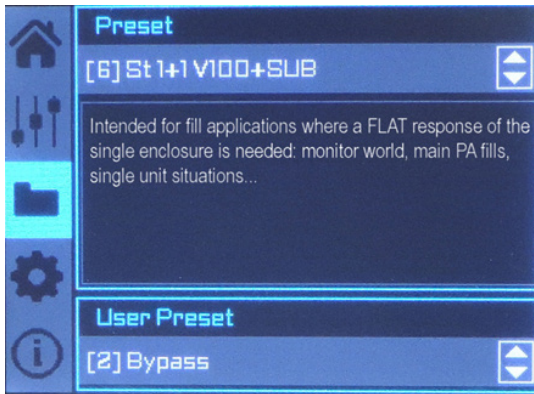 Preset
[6] St 1+1 V100+SUB
Intended for fill applications where a FLAT response of the
single enclosure is needed: monitor world, main PA fills,
single unit situations...
User Preset
[2] Bypass